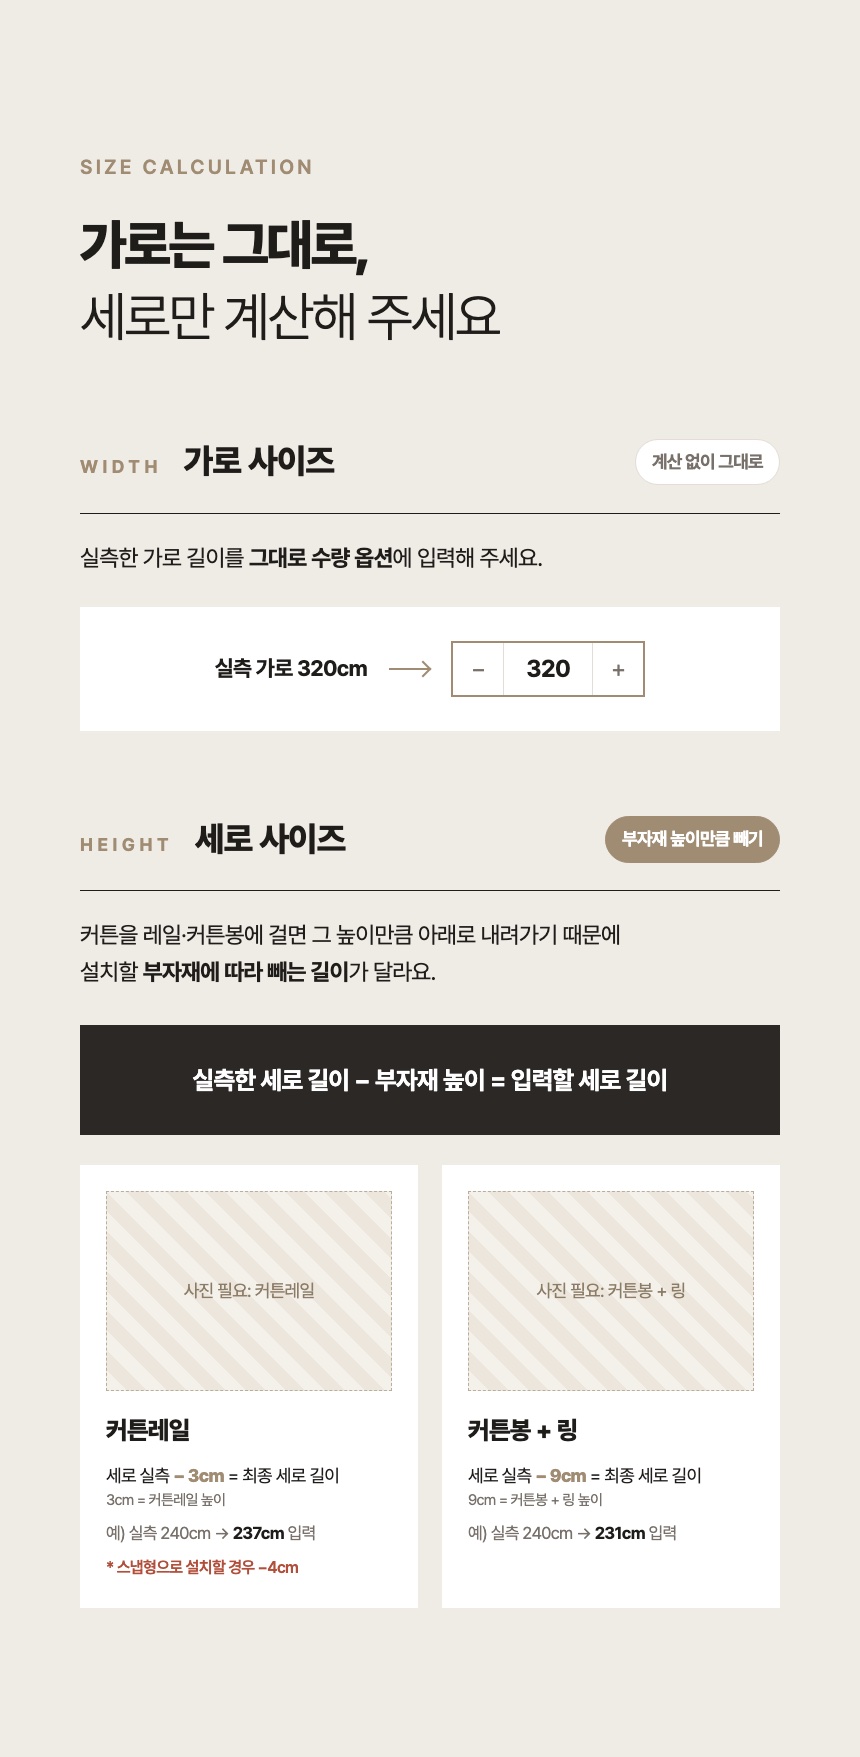 SIZE CALCULATION
가로는 그대로,
세로만 계산해 주세요
WIDTH 가로 사이즈
계산 없이 그대로
실측한 가로 길이를 그대로 수량 옵션에 입력해 주세요.
실측 가로 320cm → − 320 +
HEIGHT 세로 사이즈
부자재 높이만큼 빼기
커튼을 레일·커튼봉에 걸면 그 높이만큼 아래로 내려가기 때문에
설치할 부자재에 따라 빼는 길이가 달라요.
실측한 세로 길이 − 부자재 높이 = 입력할 세로 길이
사진 필요: 커튼레일
커튼레일
세로 실측 − 3cm = 최종 세로 길이
3cm = 커튼레일 높이
예) 실측 240cm → 237cm 입력
* 스냅형으로 설치할 경우 −4cm
사진 필요: 커튼봉 + 링
커튼봉 + 링
세로 실측 − 9cm = 최종 세로 길이
9cm = 커튼봉 + 링 높이
예) 실측 240cm → 231cm 입력